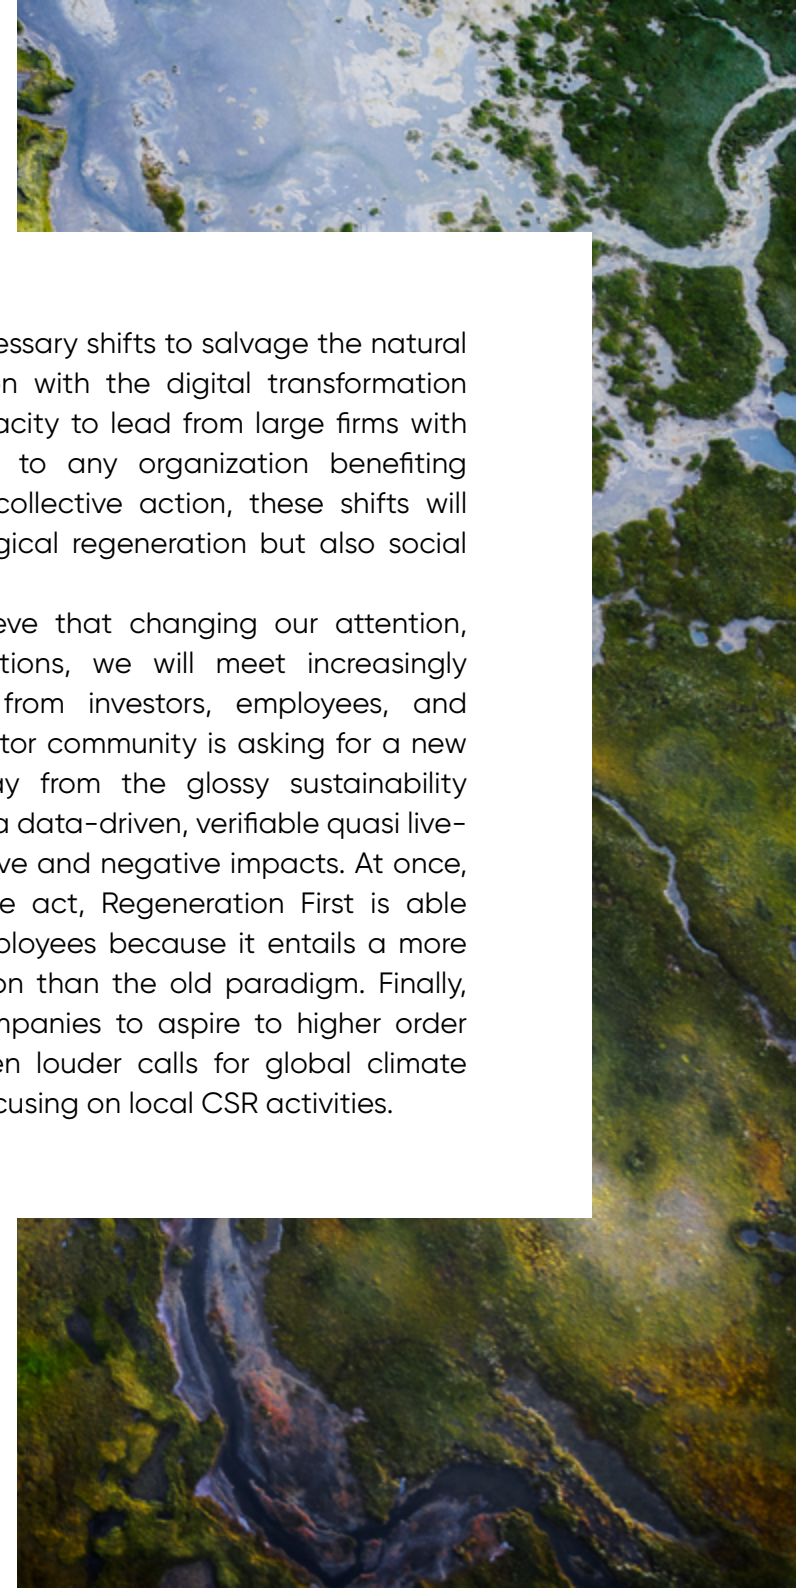 essary shifts to salvage the natural
n with the digital transformation
acity to lead from large firms with
to any organization benefiting
collective action, these shifts will
gical regeneration but also social
eve that changing our attention,
tions, we will meet increasingly
from investors, employees, and
tor community is asking for a new
ay from the glossy sustainability
a data-driven, verifiable quasi live-
ve and negative impacts. At once,
e act, Regeneration First is able
ployees because it entails a more
on than the old paradigm. Finally,
mpanies to aspire to higher order
en louder calls for global climate
cusing on local CSR activities.